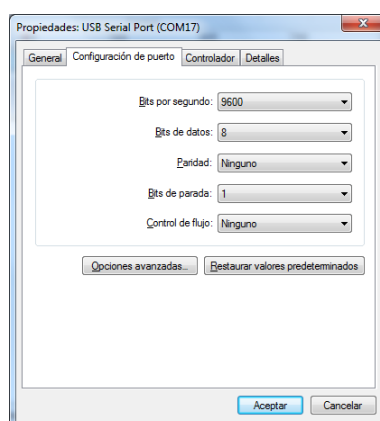 Propiedades: USB Serial Port (COM17)
General Configuración de puerto Controlador Detalles
Bits por segundo: 9600
Bits de datos: 8
Paridad: Ninguno
Bits de parada: 1
Control de flujo: Ninguno
Opciones avanzadas... Restaurar valores predeterminados
Aceptar Cancelar